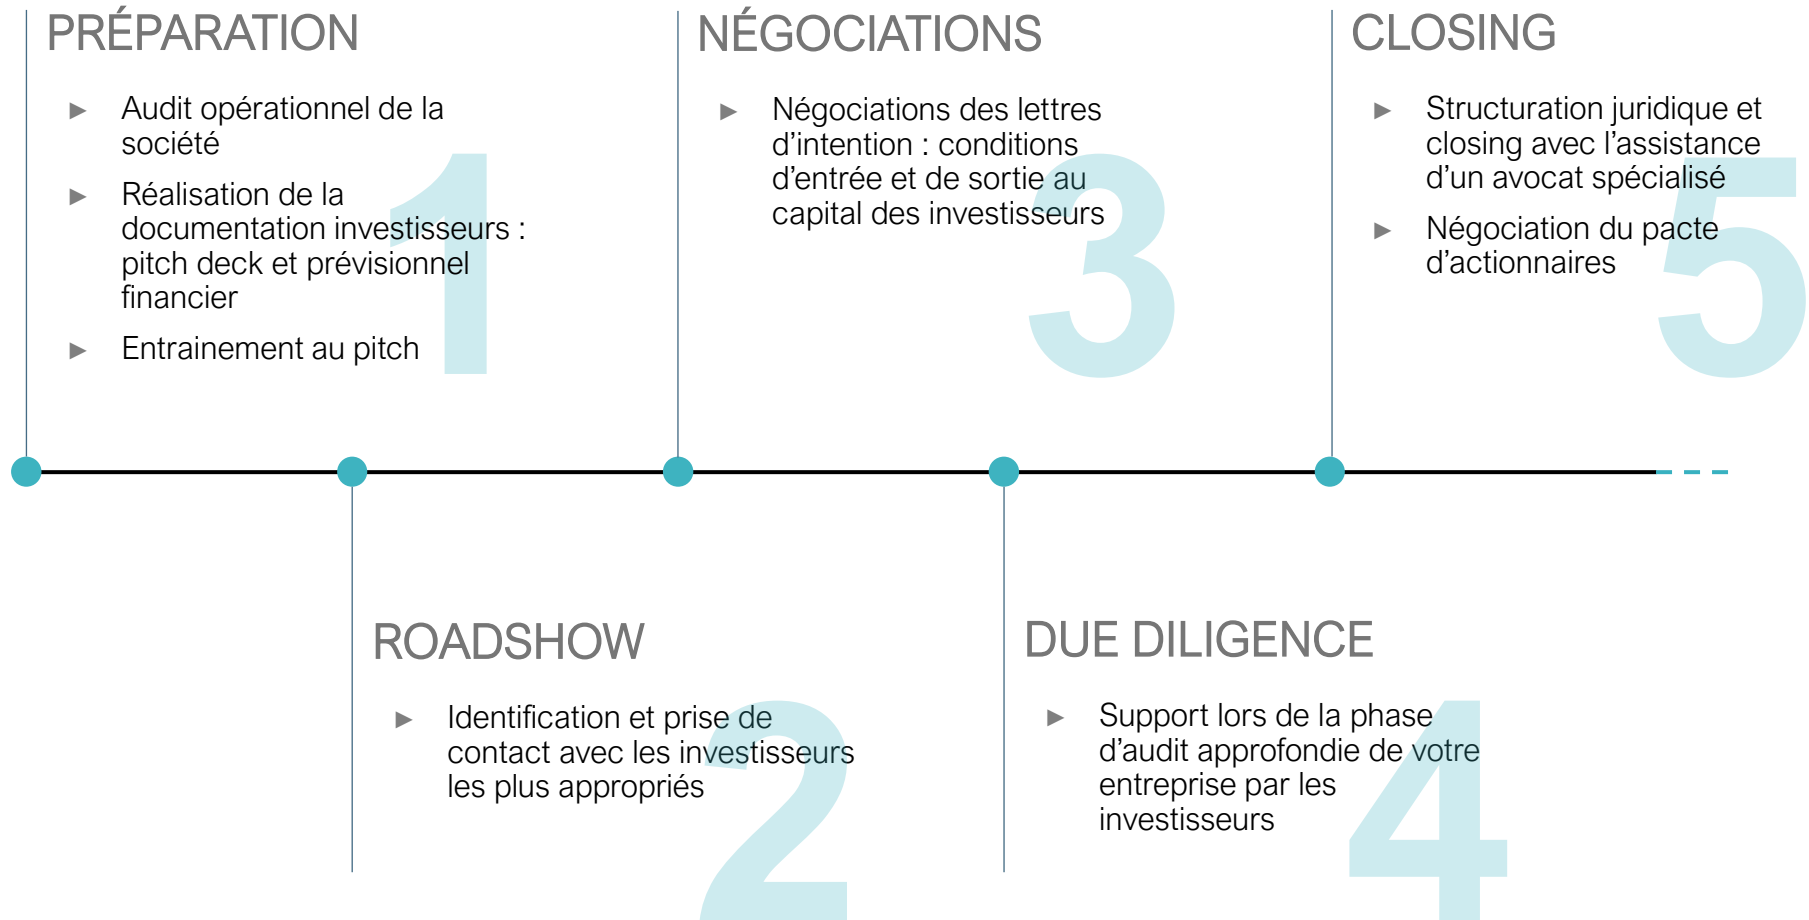 PRÉPARATION
► Audit opérationnel de la
société
► Réalisation de la
documentation investisseurs :
pitch deck et prévisionnel
financier
► Entrainement au pitch
1
ROADSHOW
► Identification et prise de
contact avec les investisseurs
les plus appropriés
2
NÉGOCIATIONS
► Négociations des lettres
d’intention : conditions
d’entrée et de sortie au
capital des investisseurs
3
DUE DILIGENCE
► Support lors de la phase
d’audit approfondie de votre
entreprise par les
investisseurs
4
CLOSING
► Structuration juridique et
closing avec l’assistance
d’un avocat spécialisé
► Négociation du pacte
d’actionnaires
5